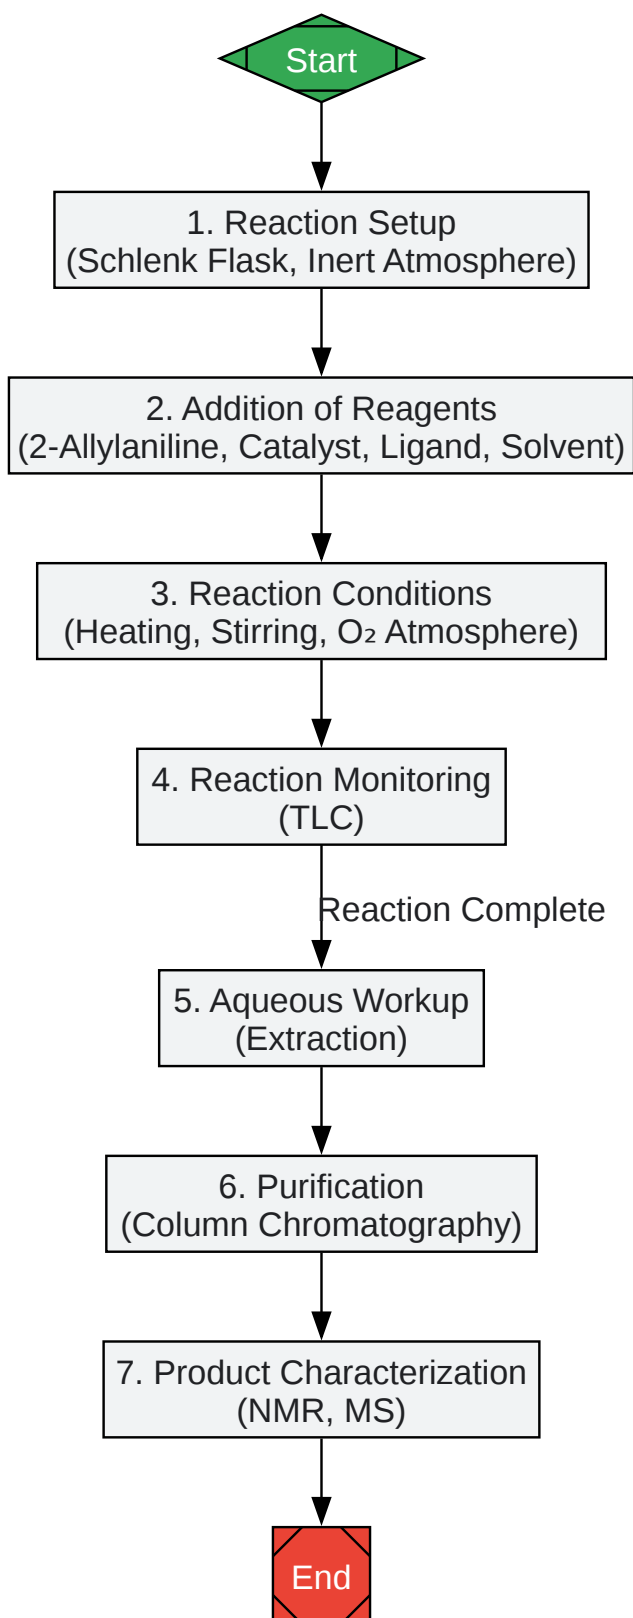 Start
1. Reaction Setup
(Schlenk Flask, Inert Atmosphere)
2. Addition of Reagents
(2-Allylaniline, Catalyst, Ligand, Solvent)
3. Reaction Conditions
(Heating, Stirring, O₂ Atmosphere)
4. Reaction Monitoring
(TLC)
Reaction Complete
5. Aqueous Workup
(Extraction)
6. Purification
(Column Chromatography)
7. Product Characterization
(NMR, MS)
End